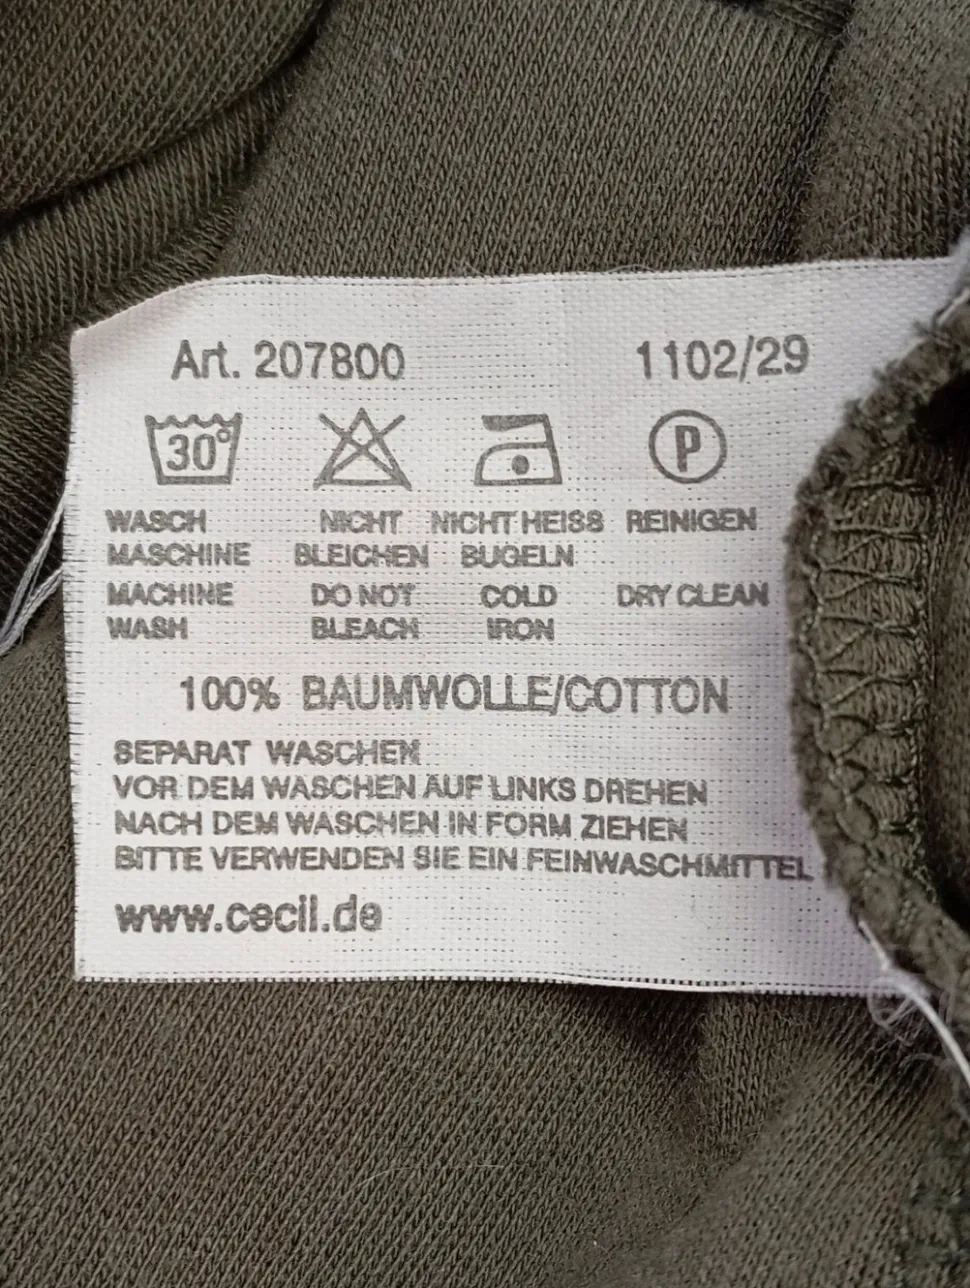 Art. 207800 1102/29
30° P
WASCH NICHT NICHT HEISS REINIGEN
MASCHINE BLEICHEN BUGELN
MACHINE DO NOT COLD DRY CLEAN
WASH BLEACH IRON
100% BAUMWOLLE/COTTON
SEPARAT WASCHEN
VOR DEM WASCHEN AUF LINKS DREHEN
NACH DEM WASCHEN IN FORM ZIEHEN
BITTE VERWENDEN SIE EIN FEINWASCHMITTEL
www.cecil.de